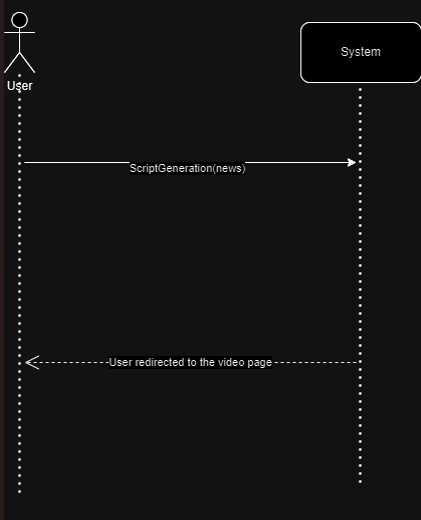 System
User
ScriptGeneration(news)
User redirected to the video page